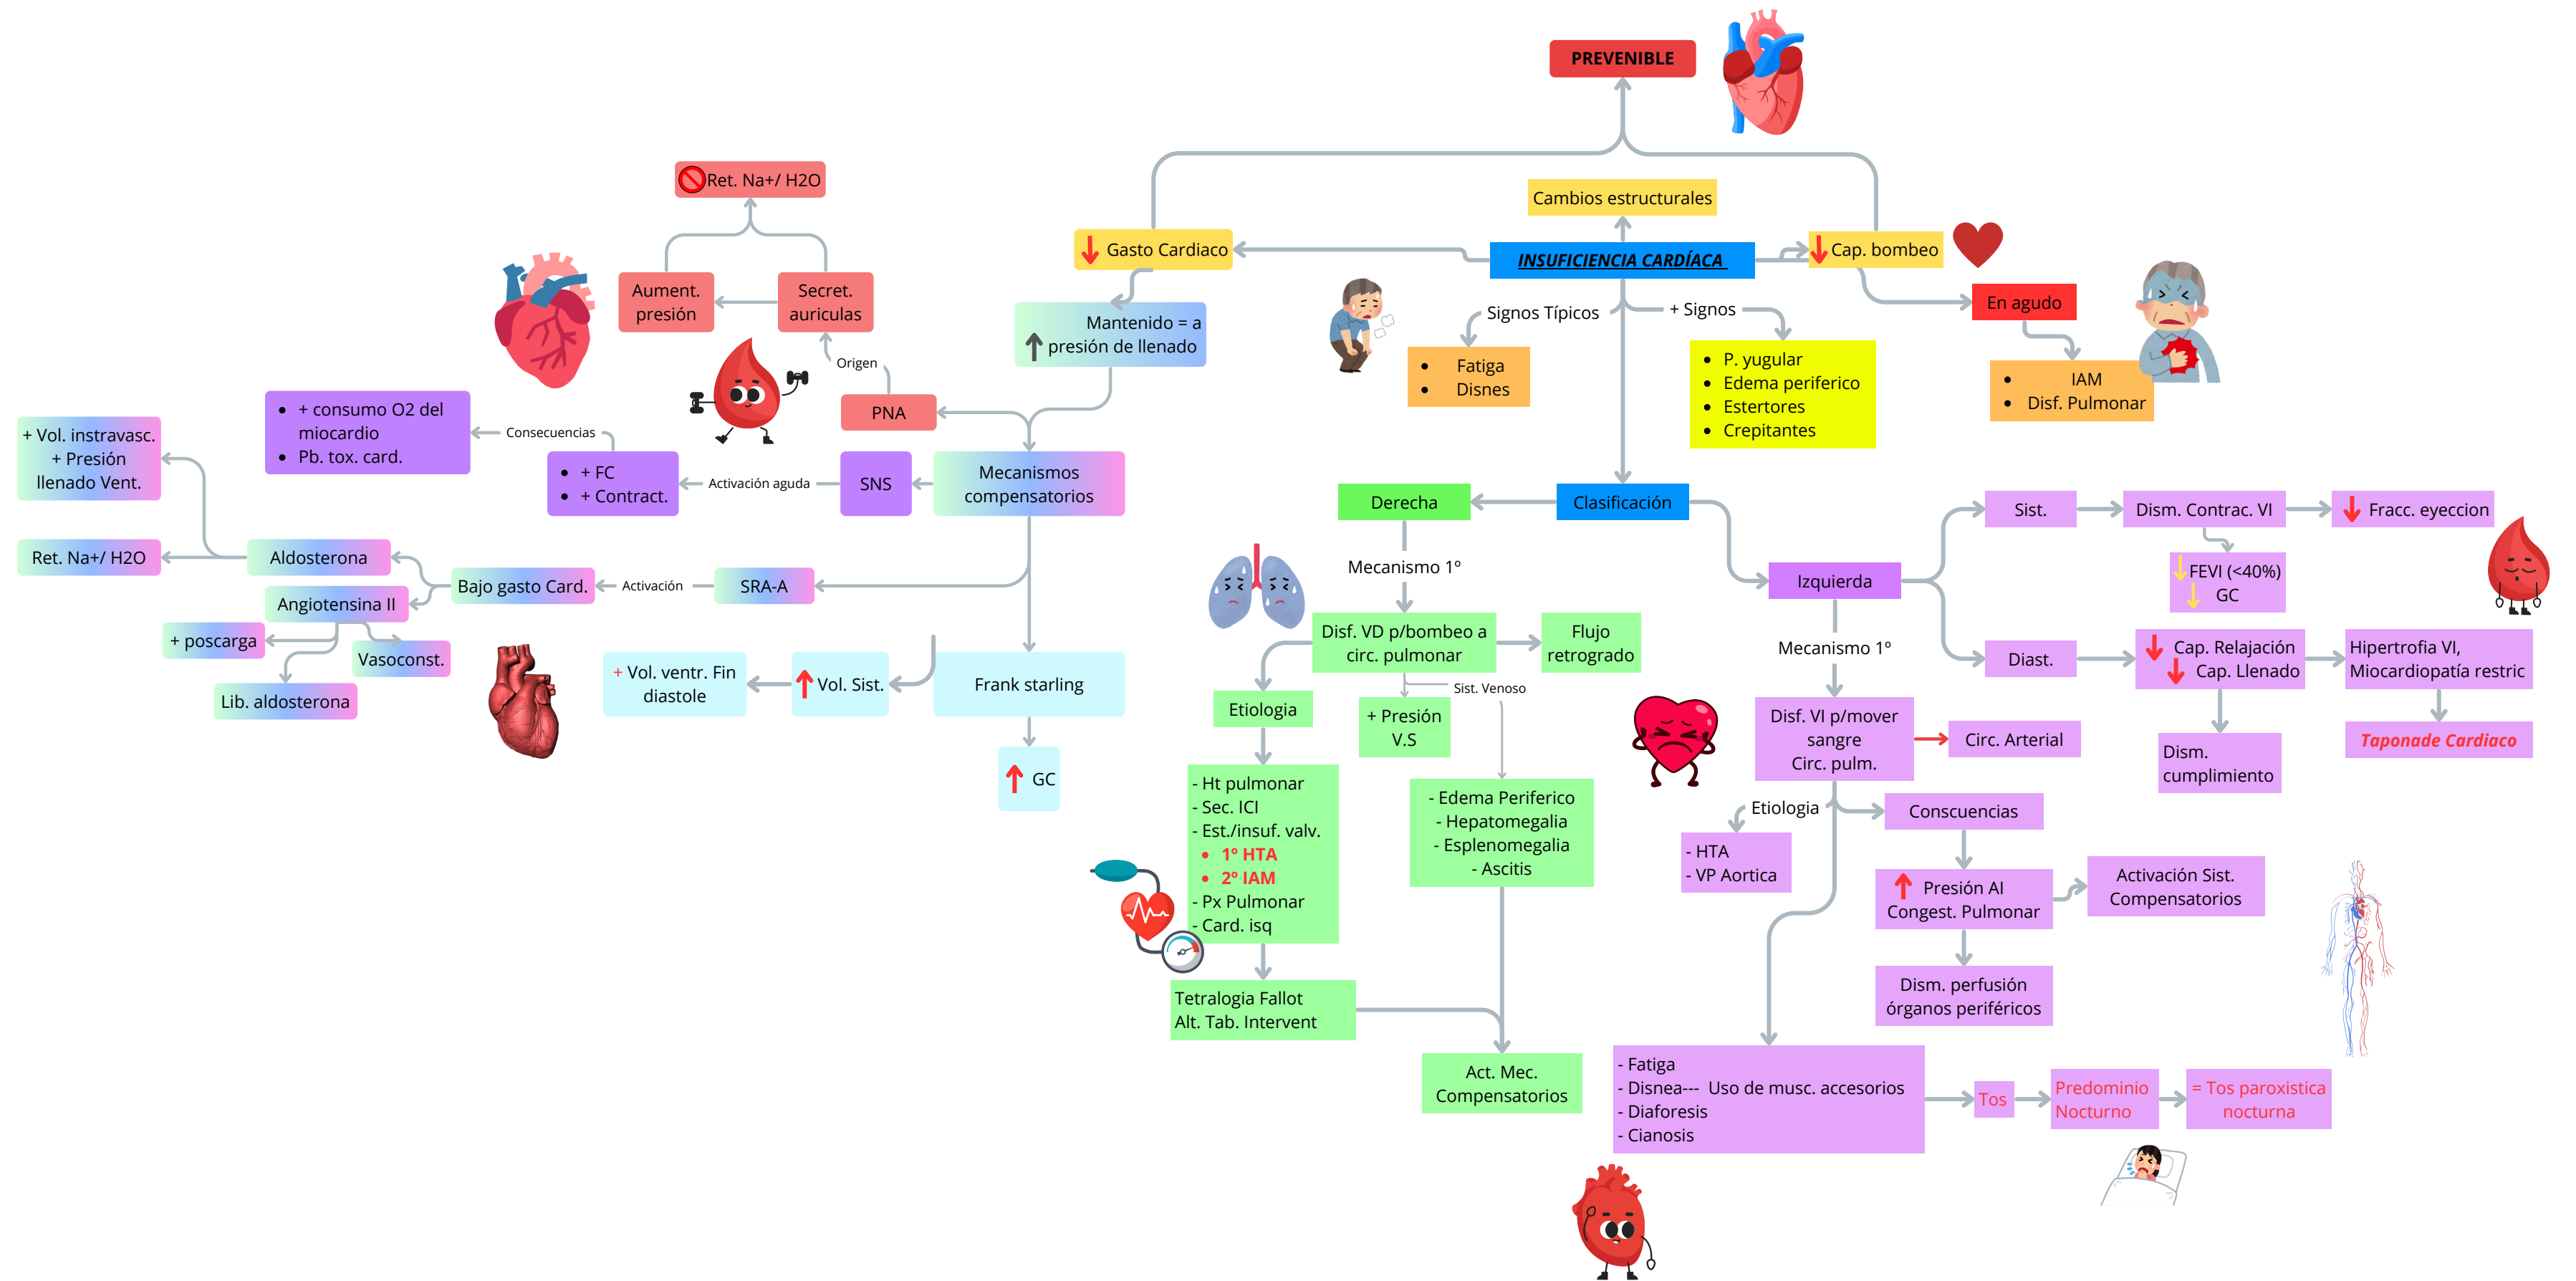 PREVENIBLE
Cambios estructurales
INSUFICIENCIA CARDÍACA
Gasto Cardiaco
Cap. bombeo
En agudo
• IAM
• Disf. Pulmonar
Signos Típicos
• Fatiga
• Disnes
+ Signos
• P. yugular
• Edema periferico
• Estertores
• Crepitantes
Mantenido = a
presión de llenado
Ret. Na+/ H2O
Aument.
presión
Secret.
auriculas
Origen
PNA
Mecanismos
compensatorios
SNS
Activación aguda
• + FC
• + Contract.
Consecuencias
• + consumo O2 del
miocardio
• Pb. tox. card.
SRA-A
Activación
Bajo gasto Card.
Aldosterona
+ Vol. instravasc.
+ Presión
llenado Vent.
Ret. Na+/ H2O
Angiotensina II
+ poscarga
Vasoconst.
Lib. aldosterona
Frank starling
Vol. Sist.
+ Vol. ventr. Fin
diastole
GC
Clasificación
Derecha
Mecanismo 1º
Disf. VD p/bombeo a
circ. pulmonar
Flujo
retrogrado
Etiologia
+ Presión
V.S
Sist. Venoso
- Ht pulmonar
- Sec. ICI
- Est./insuf. valv.
• 1º HTA
• 2º IAM
- Px Pulmonar
- Card. isq
- Edema Periferico
- Hepatomegalia
- Esplenomegalia
- Ascitis
Tetralogia Fallot
Alt. Tab. Intervent
Act. Mec.
Compensatorios
Izquierda
Sist.
Dism. Contrac. VI
Fracc. eyeccion
FEVI (<40%)
GC
Diast.
Cap. Relajación
Cap. Llenado
Hipertrofia VI,
Miocardiopatía restric
Taponade Cardiaco
Dism.
cumplimiento
Mecanismo 1º
Disf. VI p/mover
sangre
Circ. pulm.
Circ. Arterial
Etiologia
- HTA
- VP Aortica
Conscuencias
Presión AI
Congest. Pulmonar
Activación Sist.
Compensatorios
Dism. perfusión
órganos periféricos
- Fatiga
- Disnea--- Uso de musc. accesorios
- Diaforesis
- Cianosis
Tos
Predominio
Nocturno
= Tos paroxistica
nocturna